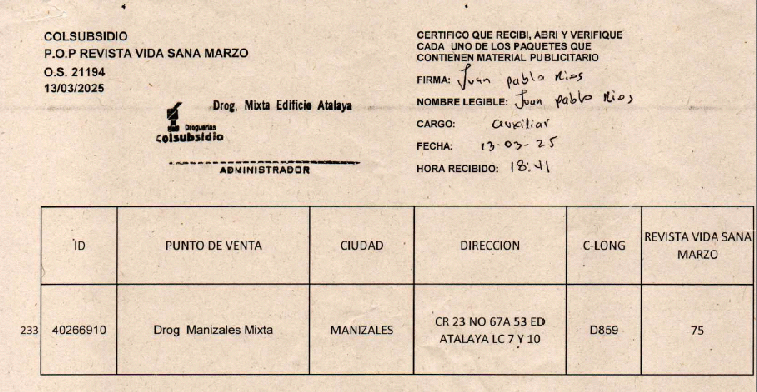 COLSUBSIDIO
P.O.P REVISTA VIDA SANA MARZO
O.S. 21194
13/03/2025
Drog. Mixta Edificio Atalaya
Droguerías
colsubsidio
ADMINISTRADOR
CERTIFICO QUE RECIBI, ABRI Y VERIFIQUE
CADA UNO DE LOS PAQUETES QUE
CONTIENEN MATERIAL PUBLICITARIO
FIRMA: Juan pablo Rios
NOMBRE LEGIBLE: Juan pablo Rios
CARGO: auxiliar
FECHA: 13-03-25
HORA RECIBIDO: 18:41
ID PUNTO DE VENTA CIUDAD DIRECCION C-LONG REVISTA VIDA SANA
MARZO
233 40266910 Drog Manizales Mixta MANIZALES CR 23 NO 67A 53 ED
ATALAYA LC 7 Y 10 D859 75